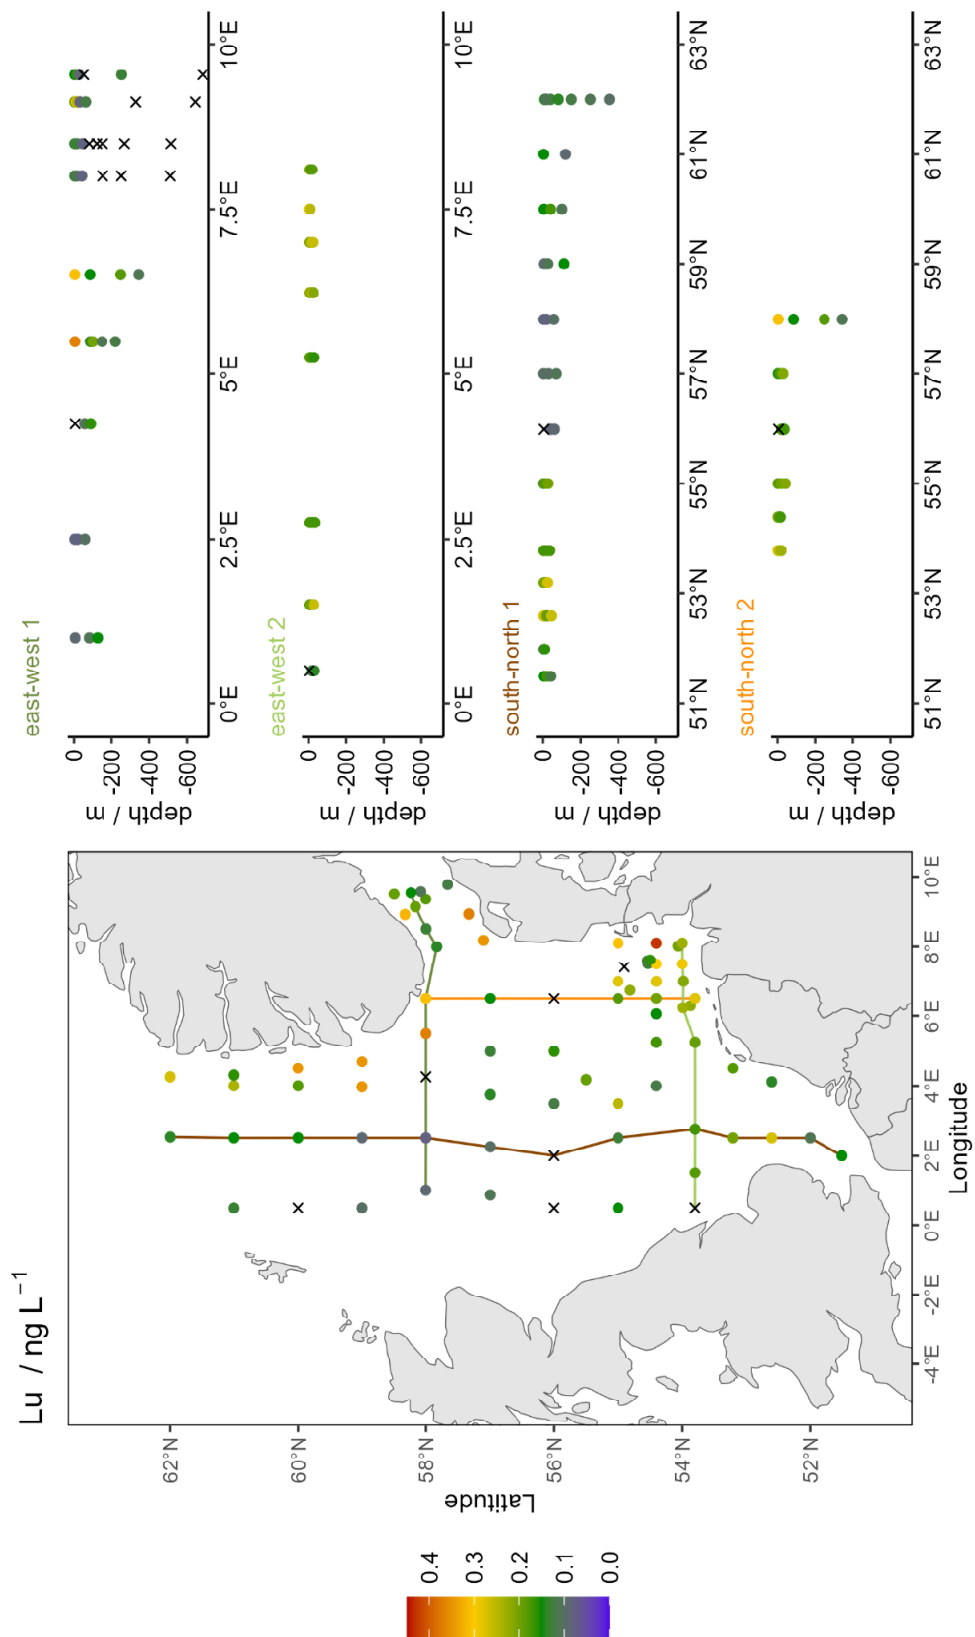 Lu / ng L⁻¹
0.4
0.3
0.2
0.1
0.0
Latitude
62°N
60°N
58°N
56°N
54°N
52°N
-4°E
-2°E
0°E
2°E
4°E
6°E
8°E
10°E
Longitude
east-west 1
depth / m
0
-200
-400
-600
0°E
2.5°E
5°E
7.5°E
10°E
east-west 2
depth / m
0
-200
-400
-600
0°E
2.5°E
5°E
7.5°E
10°E
south-north 1
depth / m
0
-200
-400
-600
51°N
53°N
55°N
57°N
59°N
61°N
63°N
south-north 2
depth / m
0
-200
-400
-600
51°N
53°N
55°N
57°N
59°N
61°N
63°N